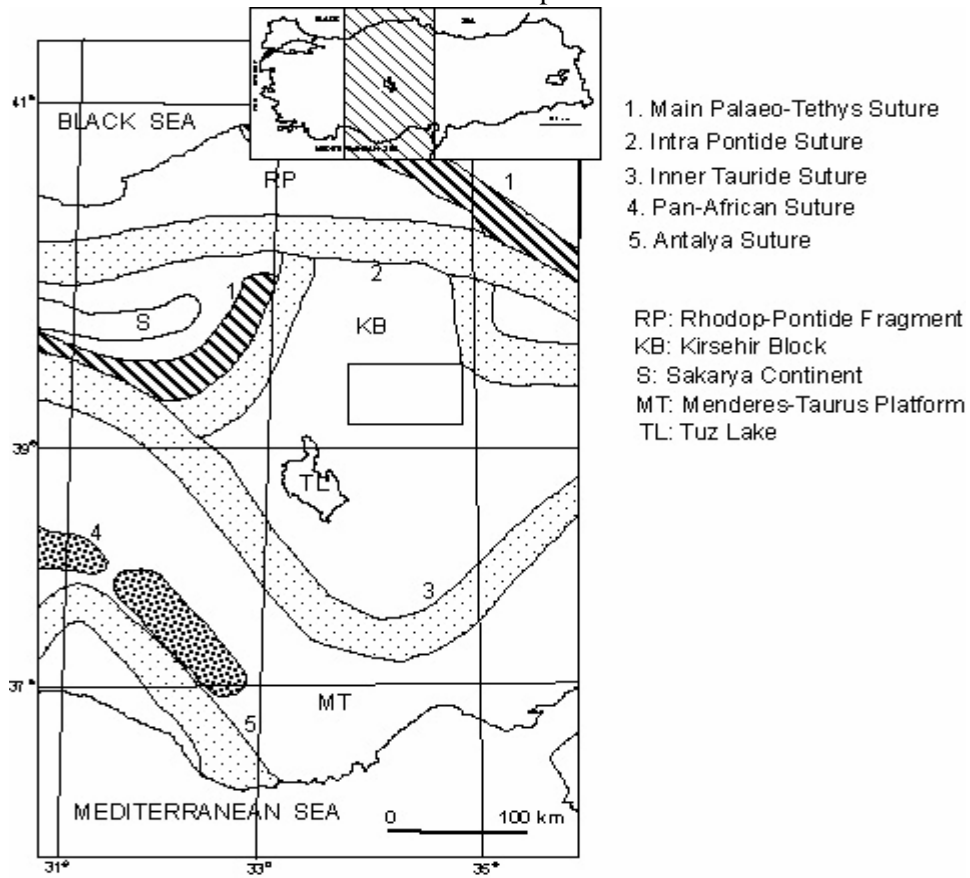 BLACK
SEA
41°
BLACK SEA
RP
1
2
1
S
KB
39°
TL
4
3
37°
MT
5
MEDITERRANEAN SEA
0 100 km
31° 33° 35°
1. Main Palaeo-Tethys Suture
2. Intra Pontide Suture
3. Inner Tauride Suture
4. Pan-African Suture
5. Antalya Suture
RP: Rhodop-Pontide Fragment
KB: Kirsehir Block
S: Sakarya Continent
MT: Menderes-Taurus Platform
TL: Tuz Lake